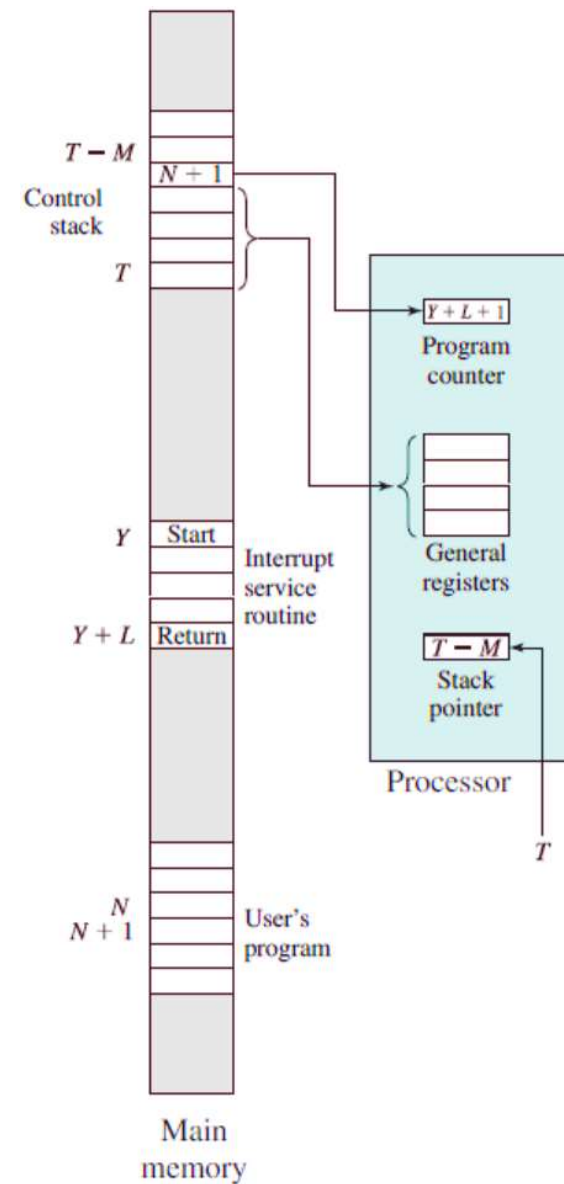 T − M
N + 1
Control
stack
T
Y + L + 1
Program
counter
Y
Start
Interrupt
service
routine
General
registers
Y + L
Return
T − M
Stack
pointer
Processor
T
N
N + 1
User's
program
Main
memory